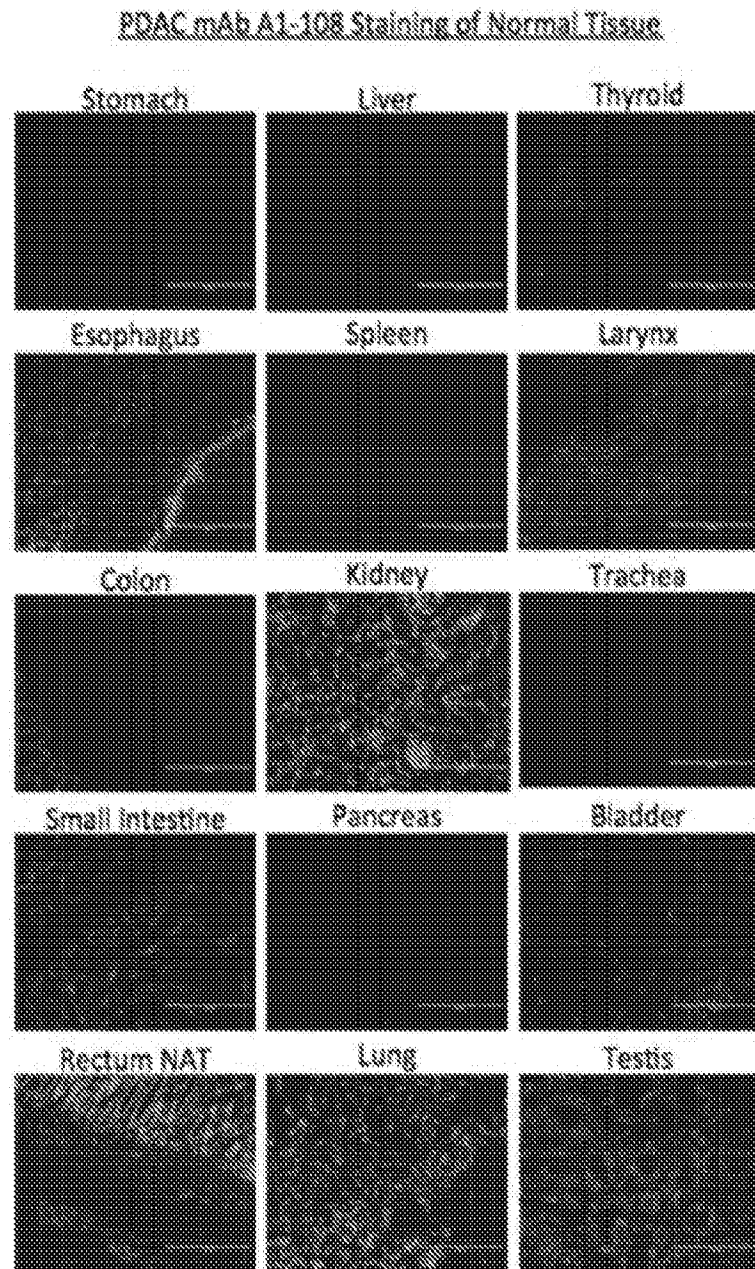 PDAC mAb A1-108 Staining of Normal Tissue
Stomach Liver Thyroid
Esophagus Spleen Larynx
Colon Kidney Trachea
Small Intestine Pancreas Bladder
Rectum NAT Lung Testis